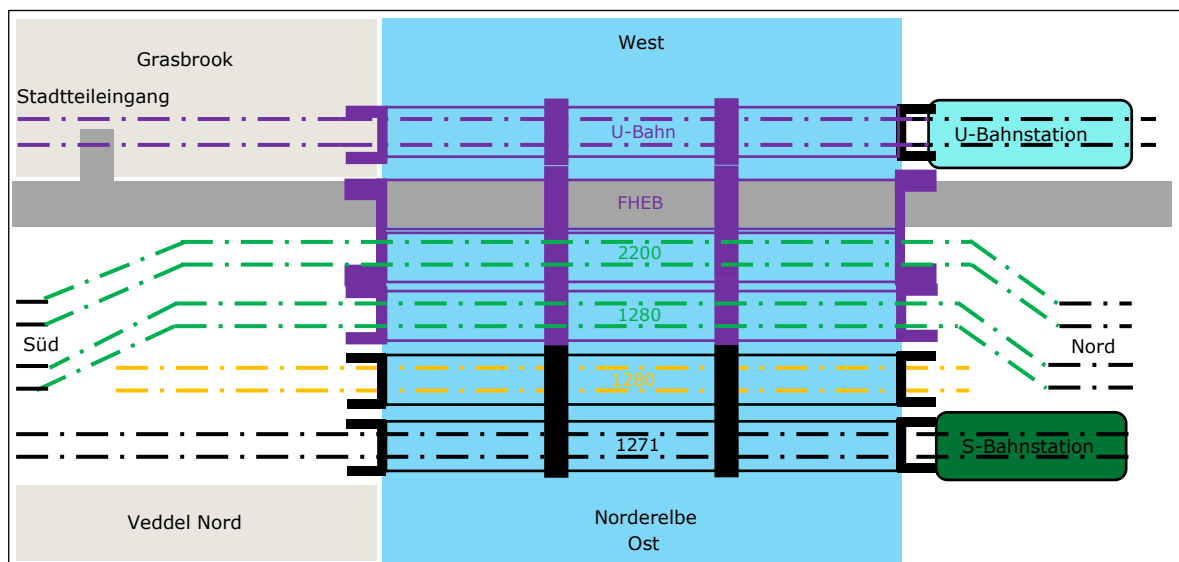 West
Grasbrook
Stadtteileingang
U-Bahn
U-Bahnstation
FHEB
2200
1280
Süd
Nord
1280
1271
S-Bahnstation
Veddel Nord
Norderelbe
Ost